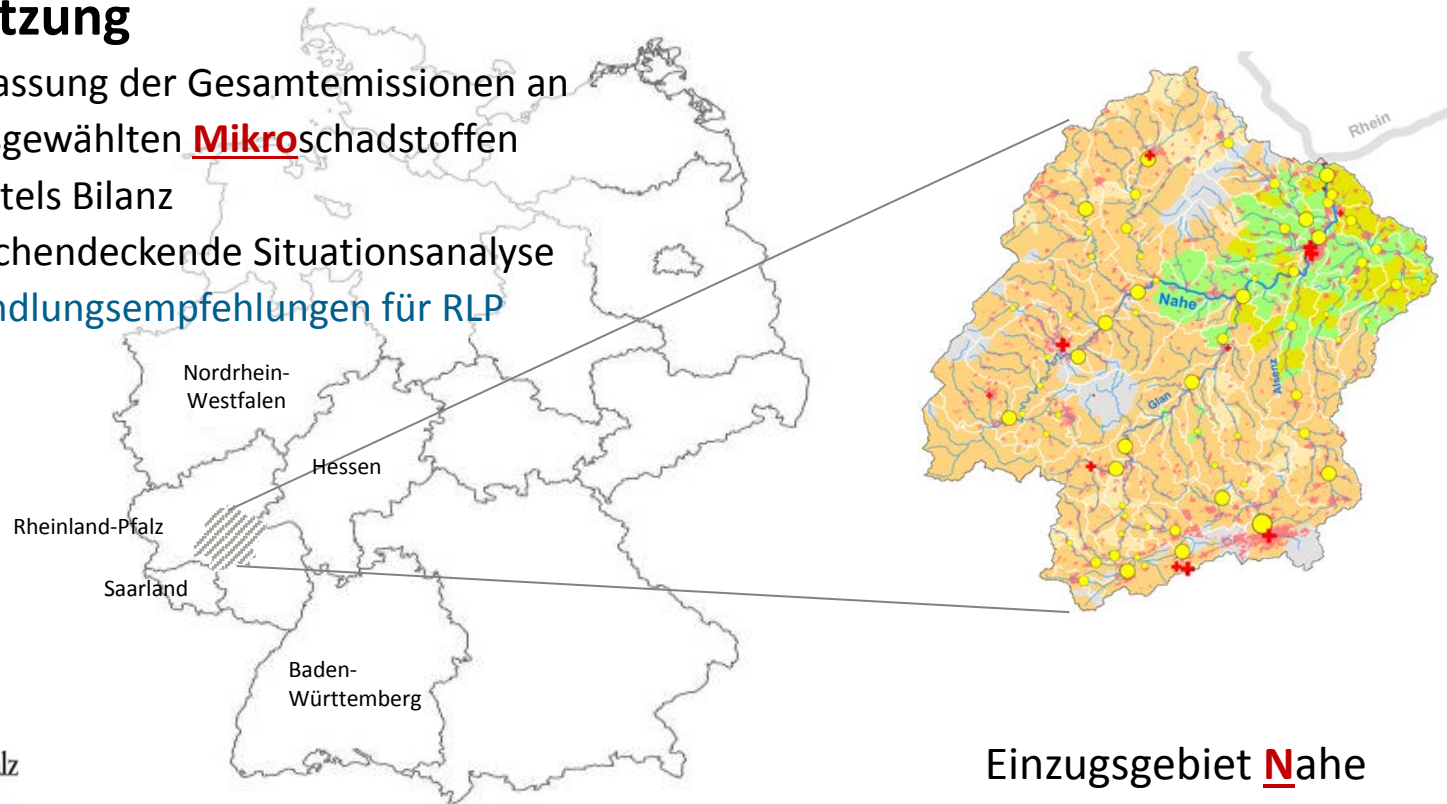 tzung
assung der Gesamtemissionen an
gewählten Mikroschadstoffen
tels Bilanz
chendeckende Situationsanalyse
ndlungsempfehlungen für RLP
Nordrhein-
Westfalen
Hessen
Rheinland-Pfalz
Saarland
Baden-
Württemberg
Rhein
Nahe
Glan
Alsenz
lz
Einzugsgebiet Nahe